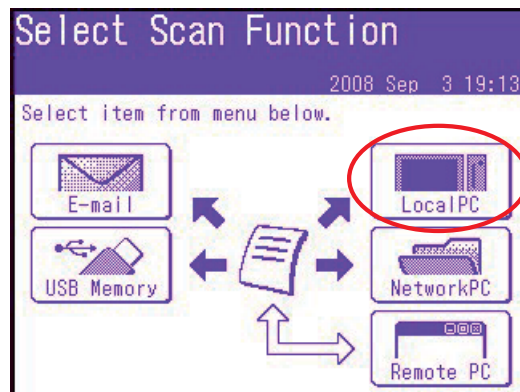 Select Scan Function
2008 Sep 3 19:13
Select item from menu below.
E-mail
LocalPC
USB Memory
NetworkPC
Remote PC